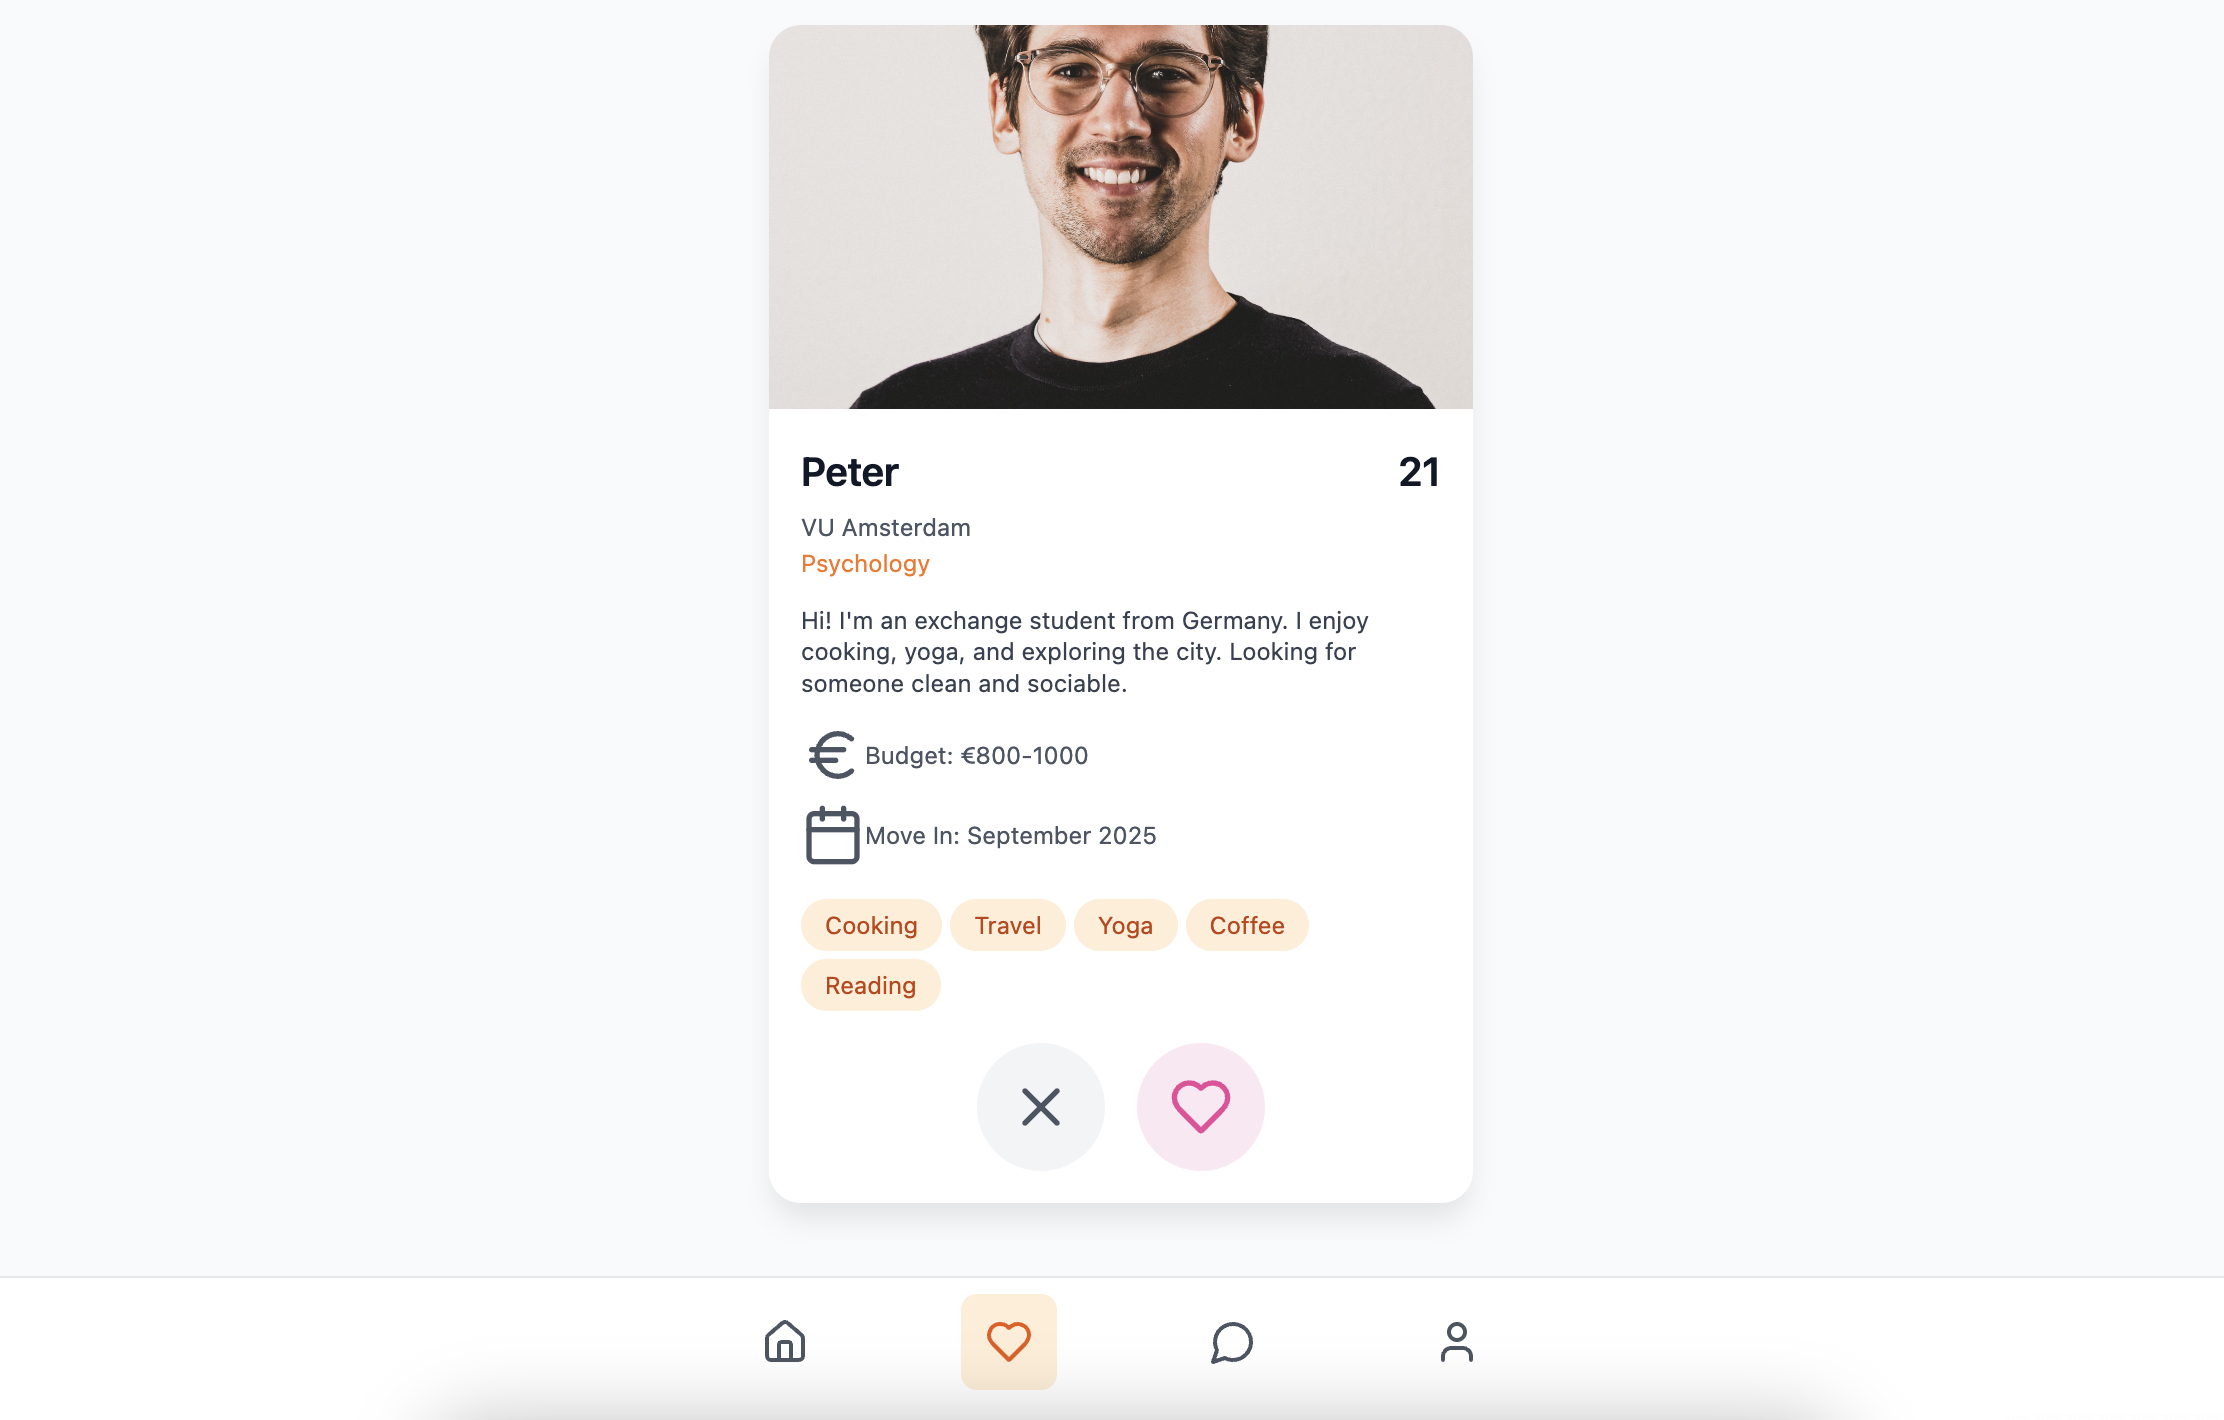 Peter
21
VU Amsterdam
Psychology
Hi! I'm an exchange student from Germany. I enjoy
cooking, yoga, and exploring the city. Looking for
someone clean and sociable.
Budget: €800-1000
Move In: September 2025
Cooking Travel Yoga Coffee
Reading